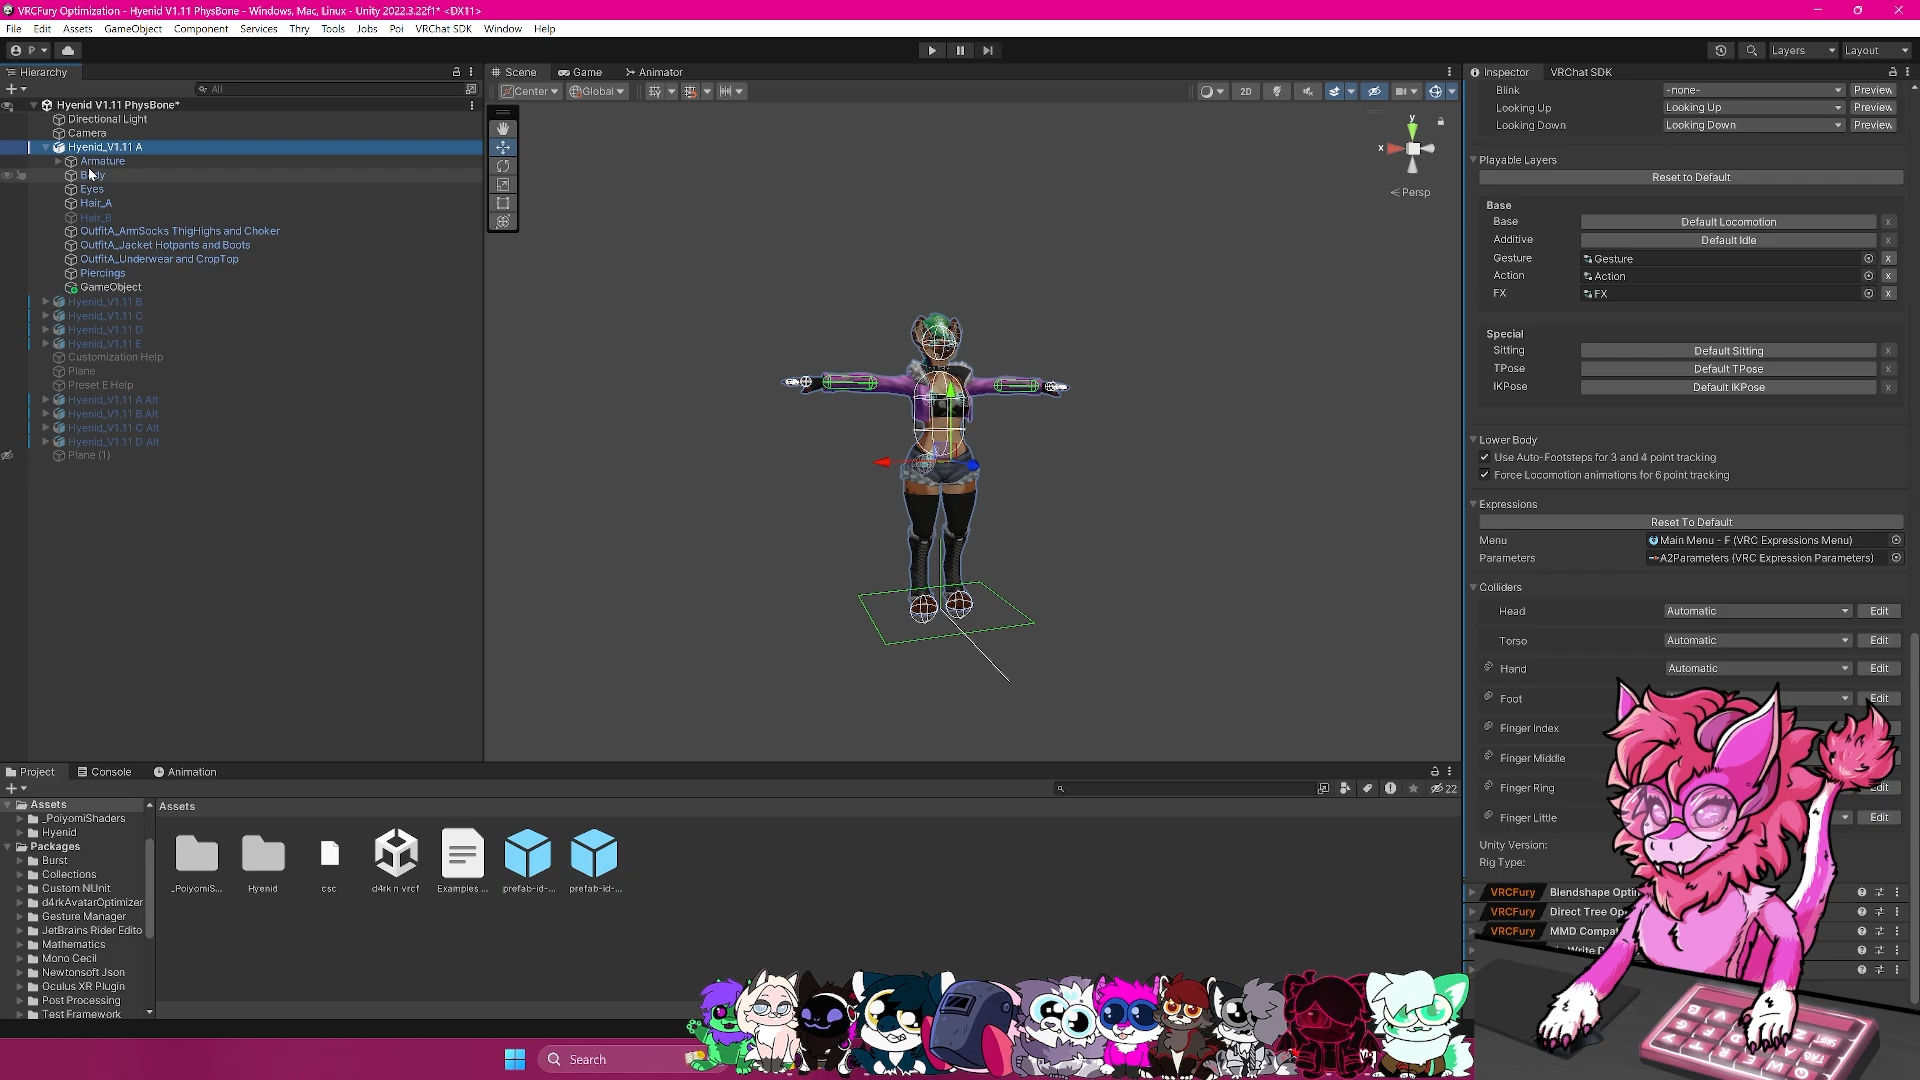 VRCFury Optimization - Hyenid V1.11 PhysBone - Windows, Mac, Linux - Unity 2022.3.22f1* <DX11>
File Edit Assets GameObject Component Services Thry Tools Jobs Poi VRChat SDK Window Help
P
Layers
Layout
Hierarchy
All
Hyenid V1.11 PhysBone*
Directional Light
Camera
Hyenid_V1.11 A
Armature
Body
Eyes
Hair_A
Hair_B
OutfitA_ArmSocks ThigHighs and Choker
OutfitA_Jacket Hotpants and Boots
OutfitA_Underwear and CropTop
Piercings
GameObject
Hyenid_V1.11 B
Hyenid_V1.11 C
Hyenid_V1.11 D
Hyenid_V1.11 E
Customization Help
Plane
Preset E Help
Hyenid_V1.11 A Alt
Hyenid_V1.11 B Alt
Hyenid_V1.11 C Alt
Hyenid_V1.11 D Alt
Plane (1)
Scene Game Animator
Center Global 2D
y
x
< Persp
Inspector VRChat SDK
Blink -none- Preview
Looking Up Looking Up Preview
Looking Down Looking Down Preview
Playable Layers
Reset to Default
Base
Base Default Locomotion x
Additive Default Idle x
Gesture Gesture x
Action Action x
FX FX x
Special
Sitting Default Sitting x
TPose Default TPose x
IKPose Default IKPose x
Lower Body
Use Auto-Footsteps for 3 and 4 point tracking
Force Locomotion animations for 6 point tracking
Expressions
Reset To Default
Menu Main Menu - F (VRC Expressions Menu)
Parameters A2Parameters (VRC Expression Parameters)
Colliders
Head Automatic Edit
Torso Automatic Edit
Hand Automatic Edit
Foot Edit
Finger Index
Finger Middle
Finger Ring Edit
Finger Little Edit
Unity Version:
Rig Type:
VRCFury Blendshape Optim
VRCFury Direct Tree Op
VRCFury MMD Compat
Write D
Project Console Animation
22
Assets
_PoiyomiShaders
Hyenid
Packages
Burst
Collections
Custom NUnit
d4rkAvatarOptimizer
Gesture Manager
JetBrains Rider Edito
Mathematics
Mono Cecil
Newtonsoft Json
Oculus XR Plugin
Post Processing
Test Framework
Assets
_PoiyomiS...
Hyenid
csc
d4rk n vrcf
Examples ...
prefab-id-...
prefab-id-...
Search